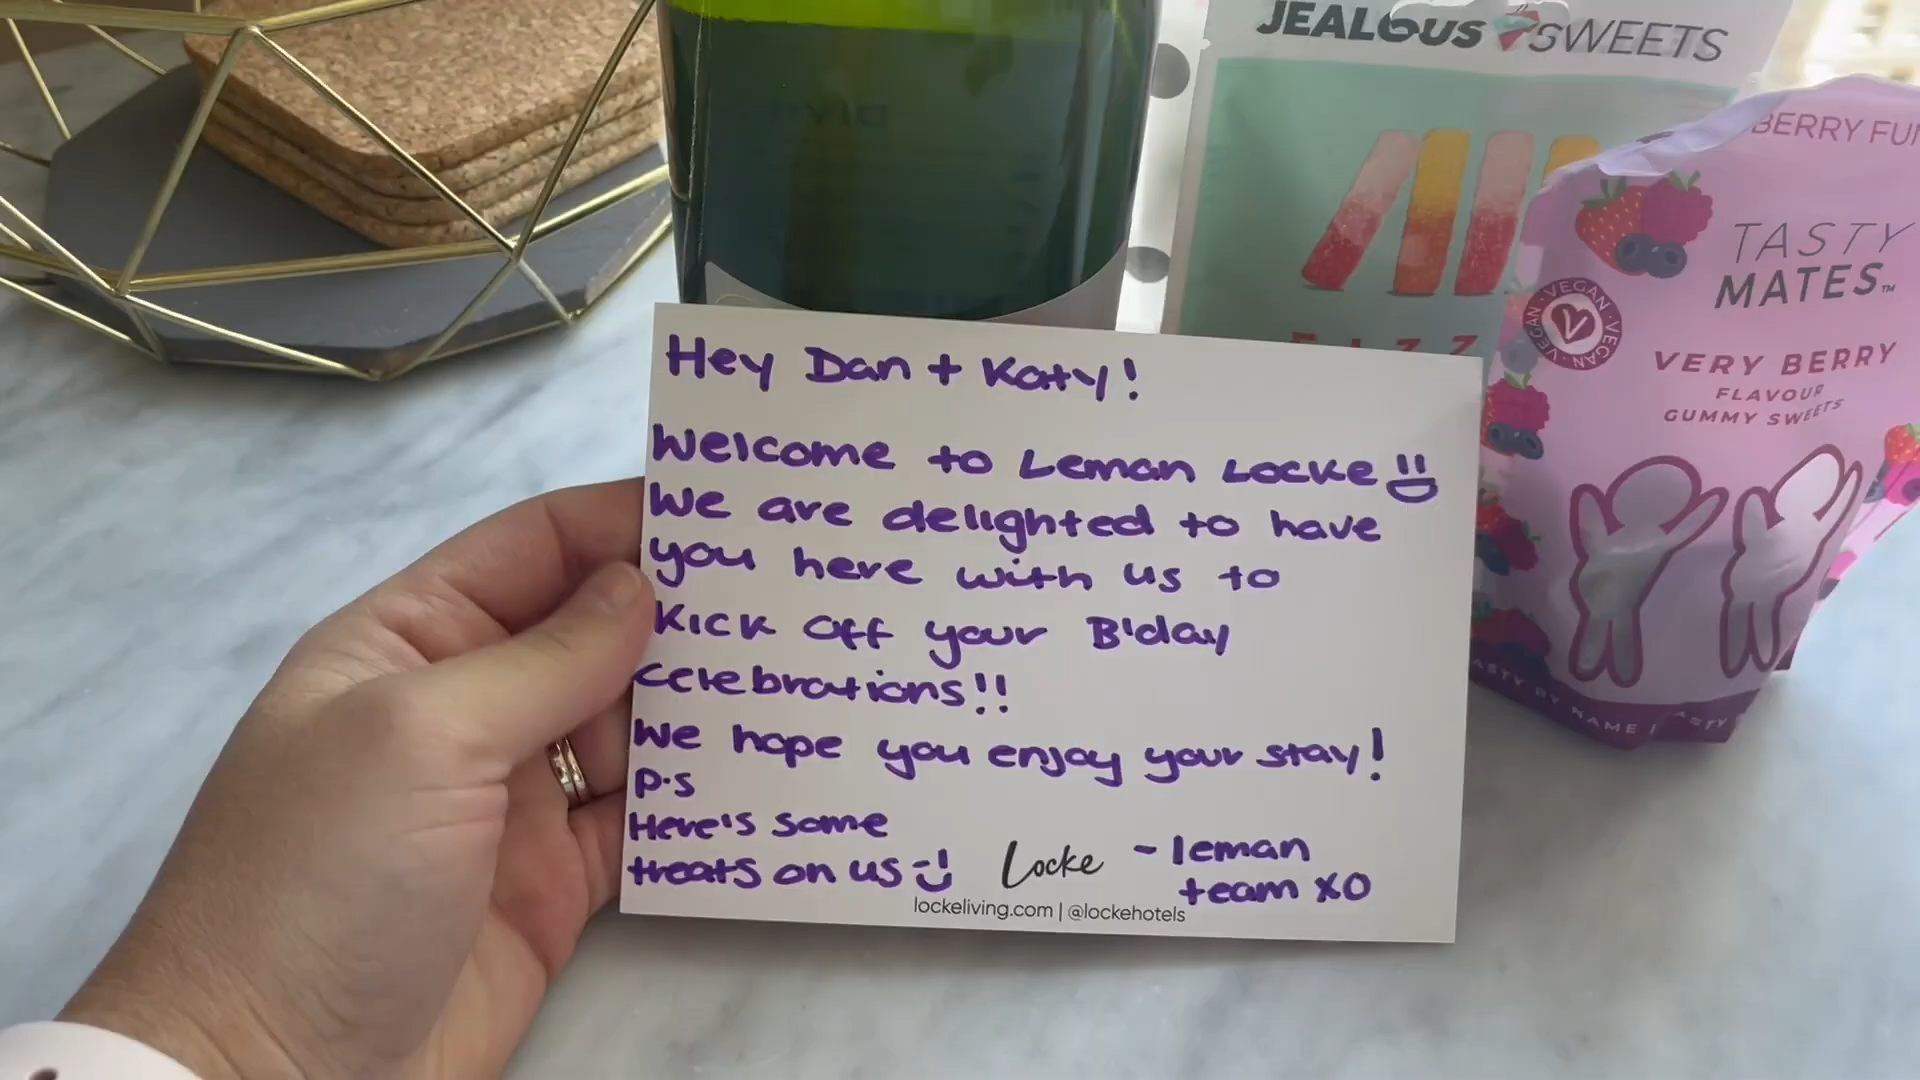 JEALOUS SWEETS
BERRY
TASTY
MATES™
VEGAN · VEGAN · VEGAN
VERY BERRY
FLAVOUR
GUMMY SWEETS
Hey Dan + Katy!
Welcome to Leman Locke
We are delighted to have
you here with us to
Kick off your B'day
celebrations!!
We hope you enjoy your stay!
P.S
Here's some
treats on us
Locke
- leman
team XO
lockeliving.com | @lockehotels